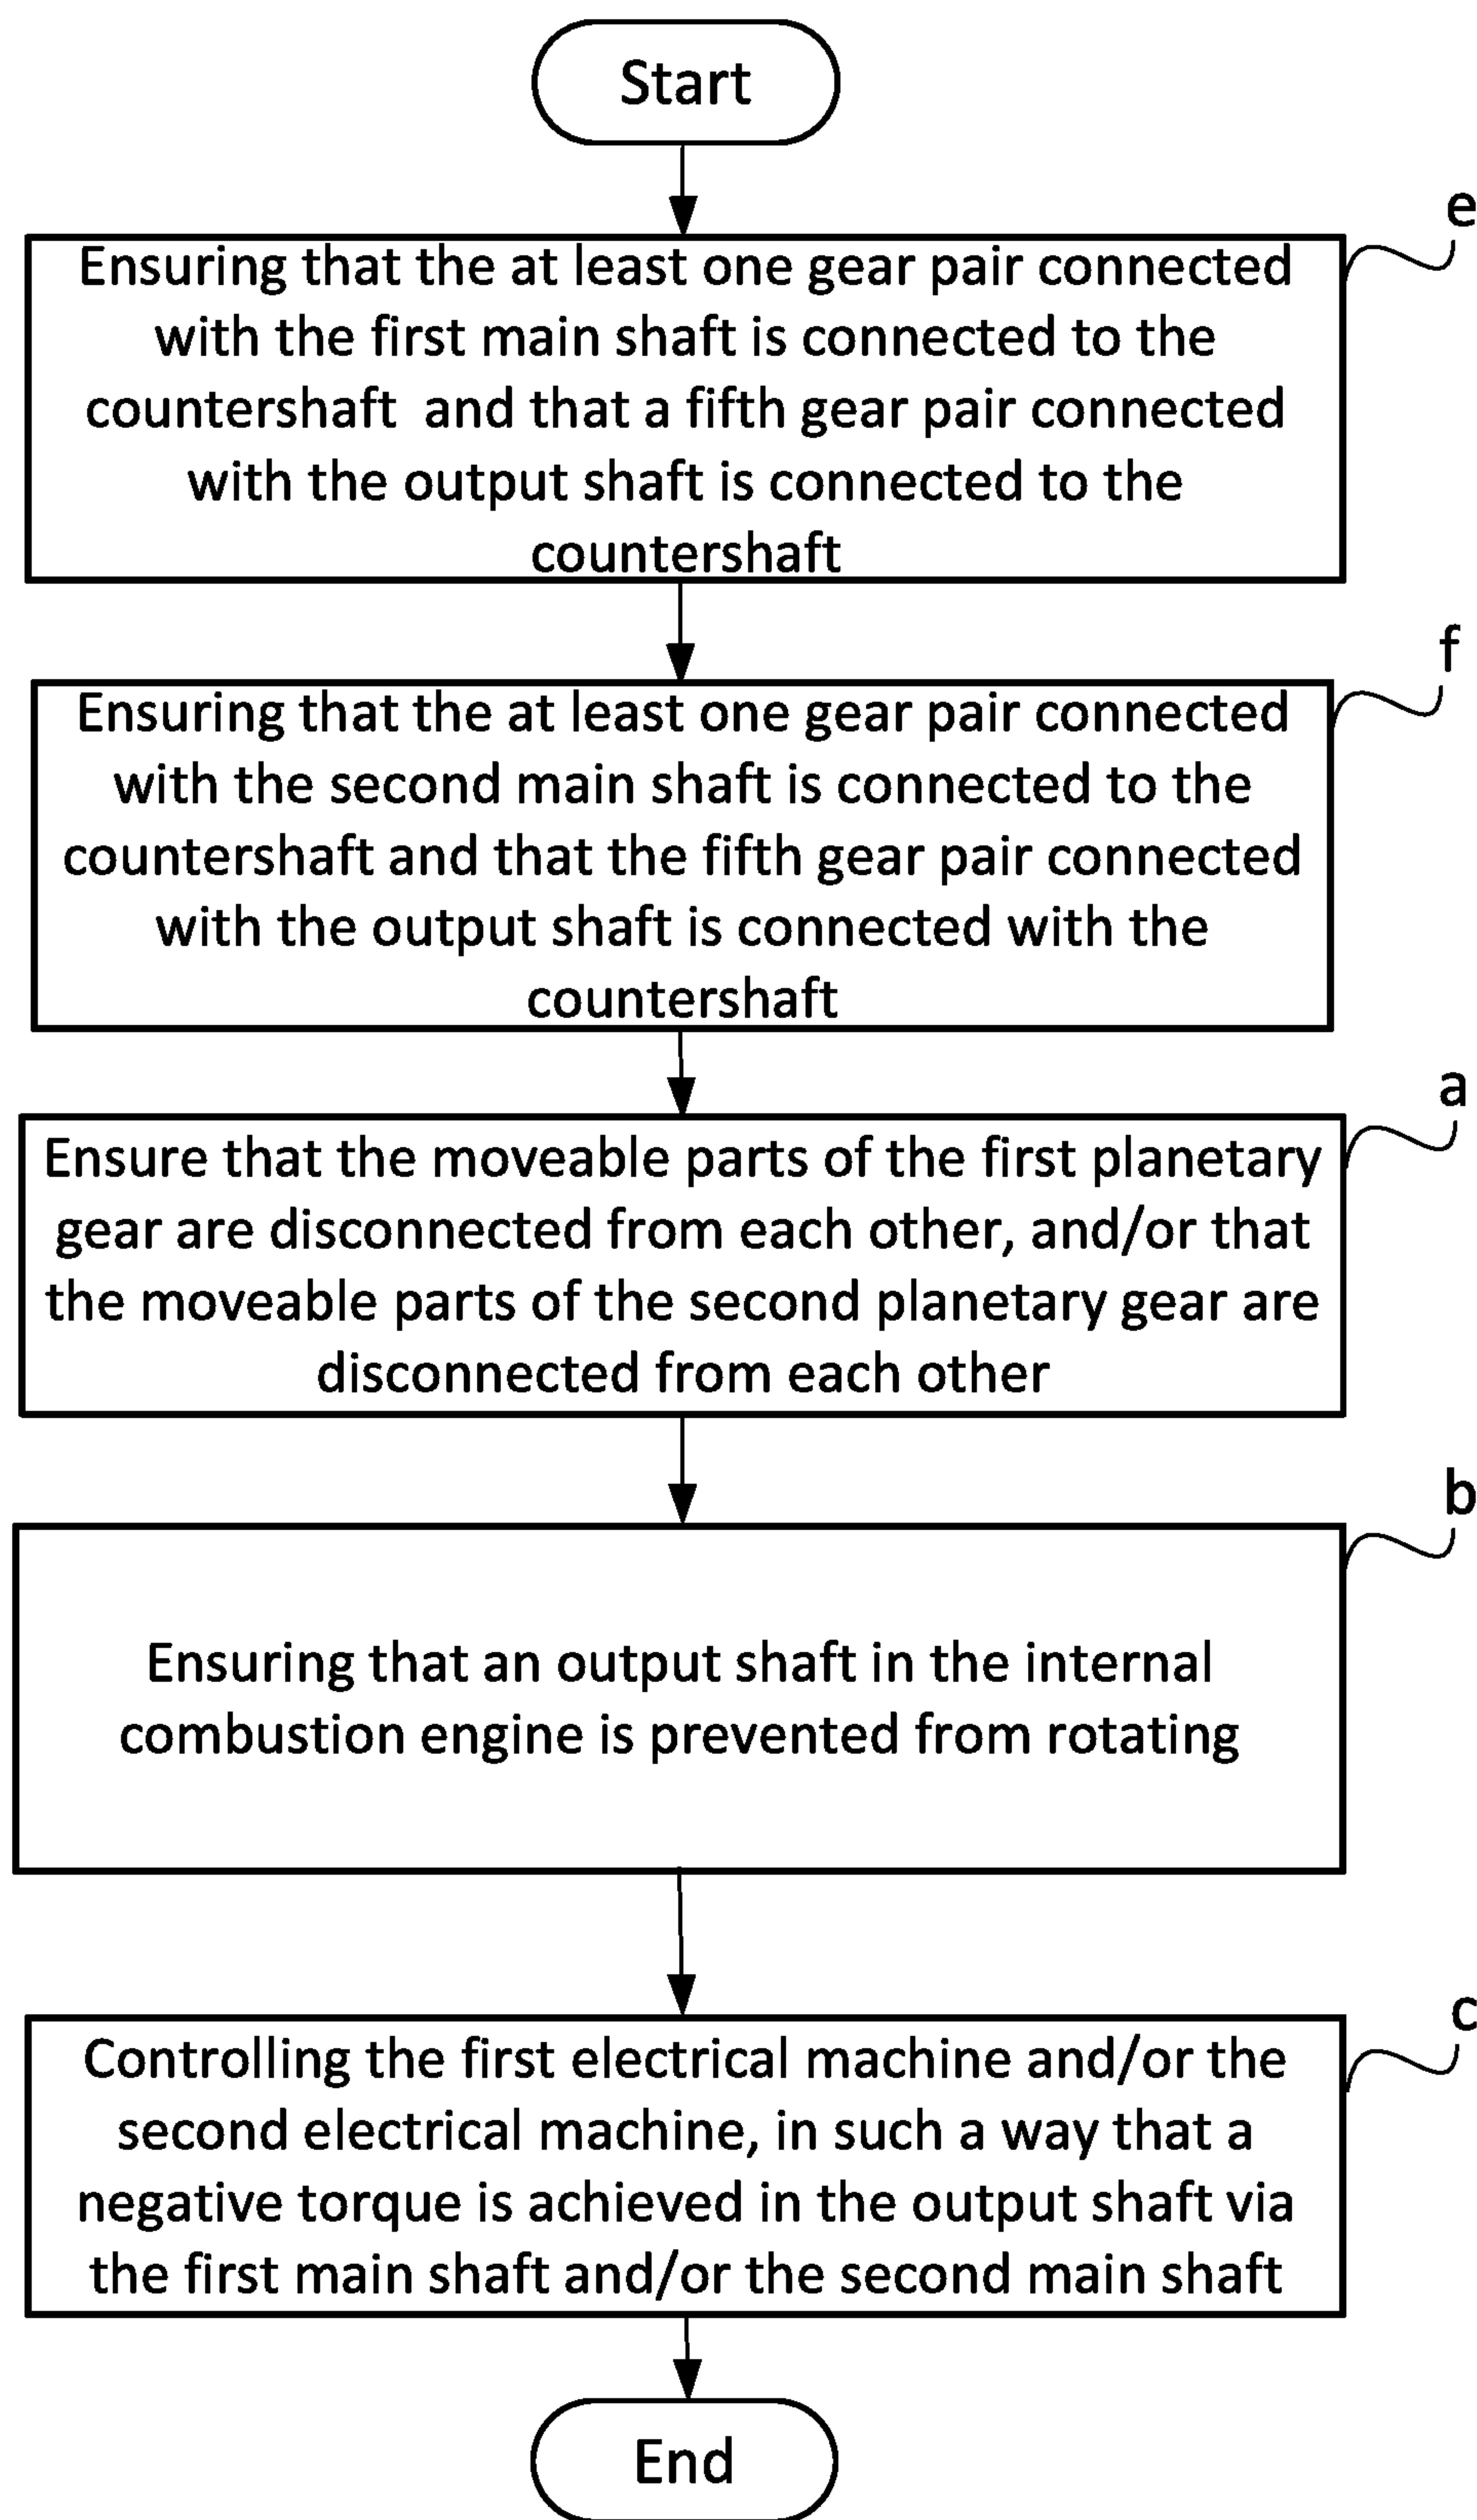 Start
e
Ensuring that the at least one gear pair connected
with the first main shaft is connected to the
countershaft and that a fifth gear pair connected
with the output shaft is connected to the
countershaft
f
Ensuring that the at least one gear pair connected
with the second main shaft is connected to the
countershaft and that the fifth gear pair connected
with the output shaft is connected with the
countershaft
a
Ensure that the moveable parts of the first planetary
gear are disconnected from each other, and/or that
the moveable parts of the second planetary gear are
disconnected from each other
b
Ensuring that an output shaft in the internal
combustion engine is prevented from rotating
c
Controlling the first electrical machine and/or the
second electrical machine, in such a way that a
negative torque is achieved in the output shaft via
the first main shaft and/or the second main shaft
End